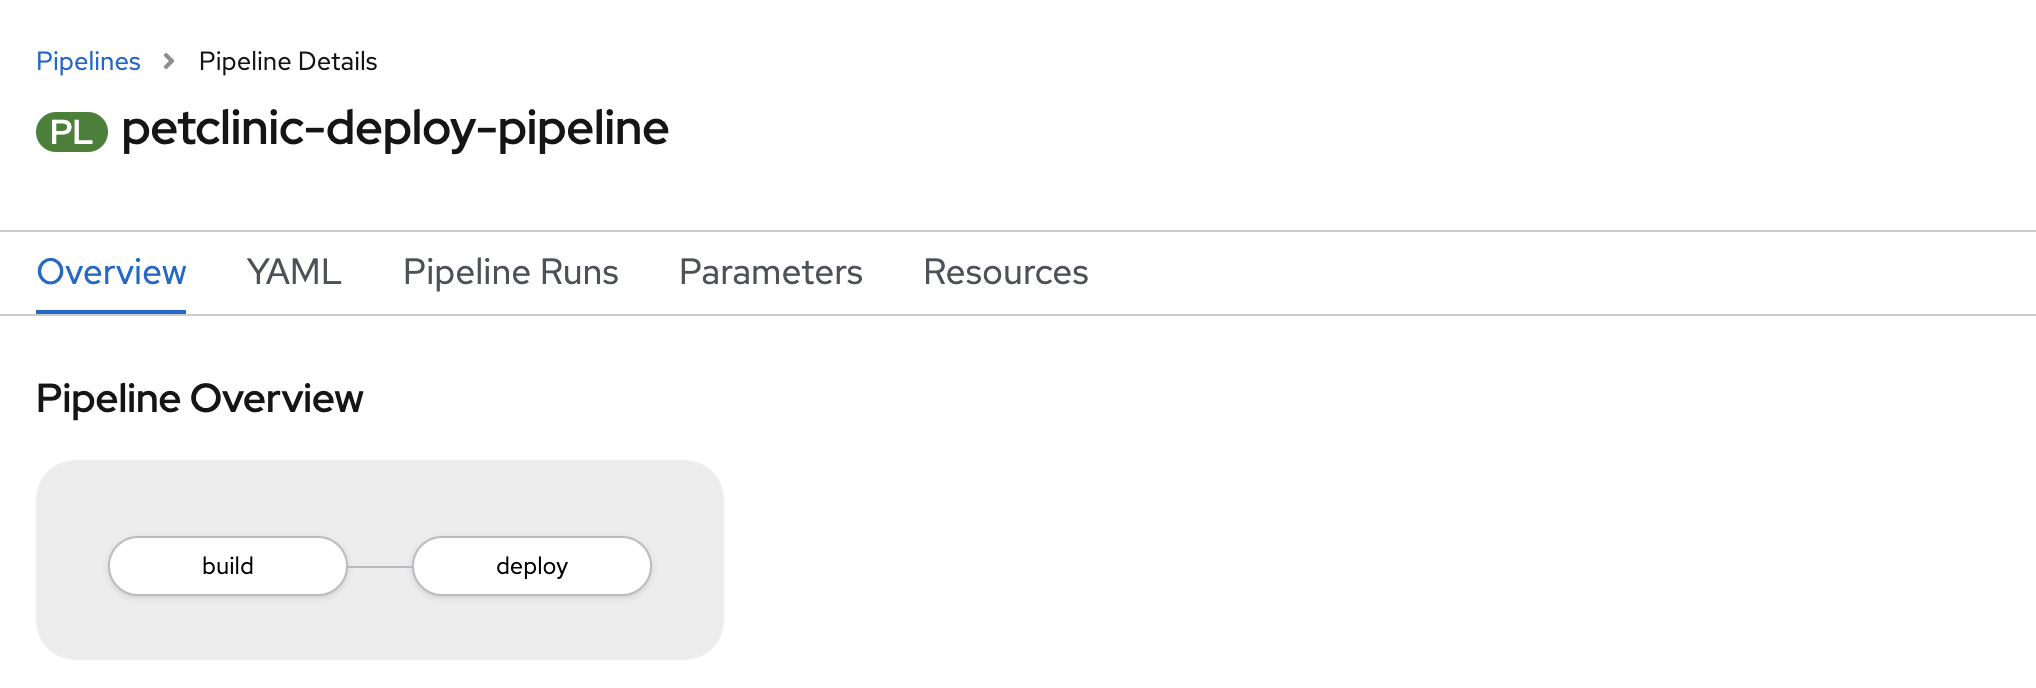 Pipelines > Pipeline Details
PL petclinic-deploy-pipeline
Overview YAML Pipeline Runs Parameters Resources
Pipeline Overview
build deploy